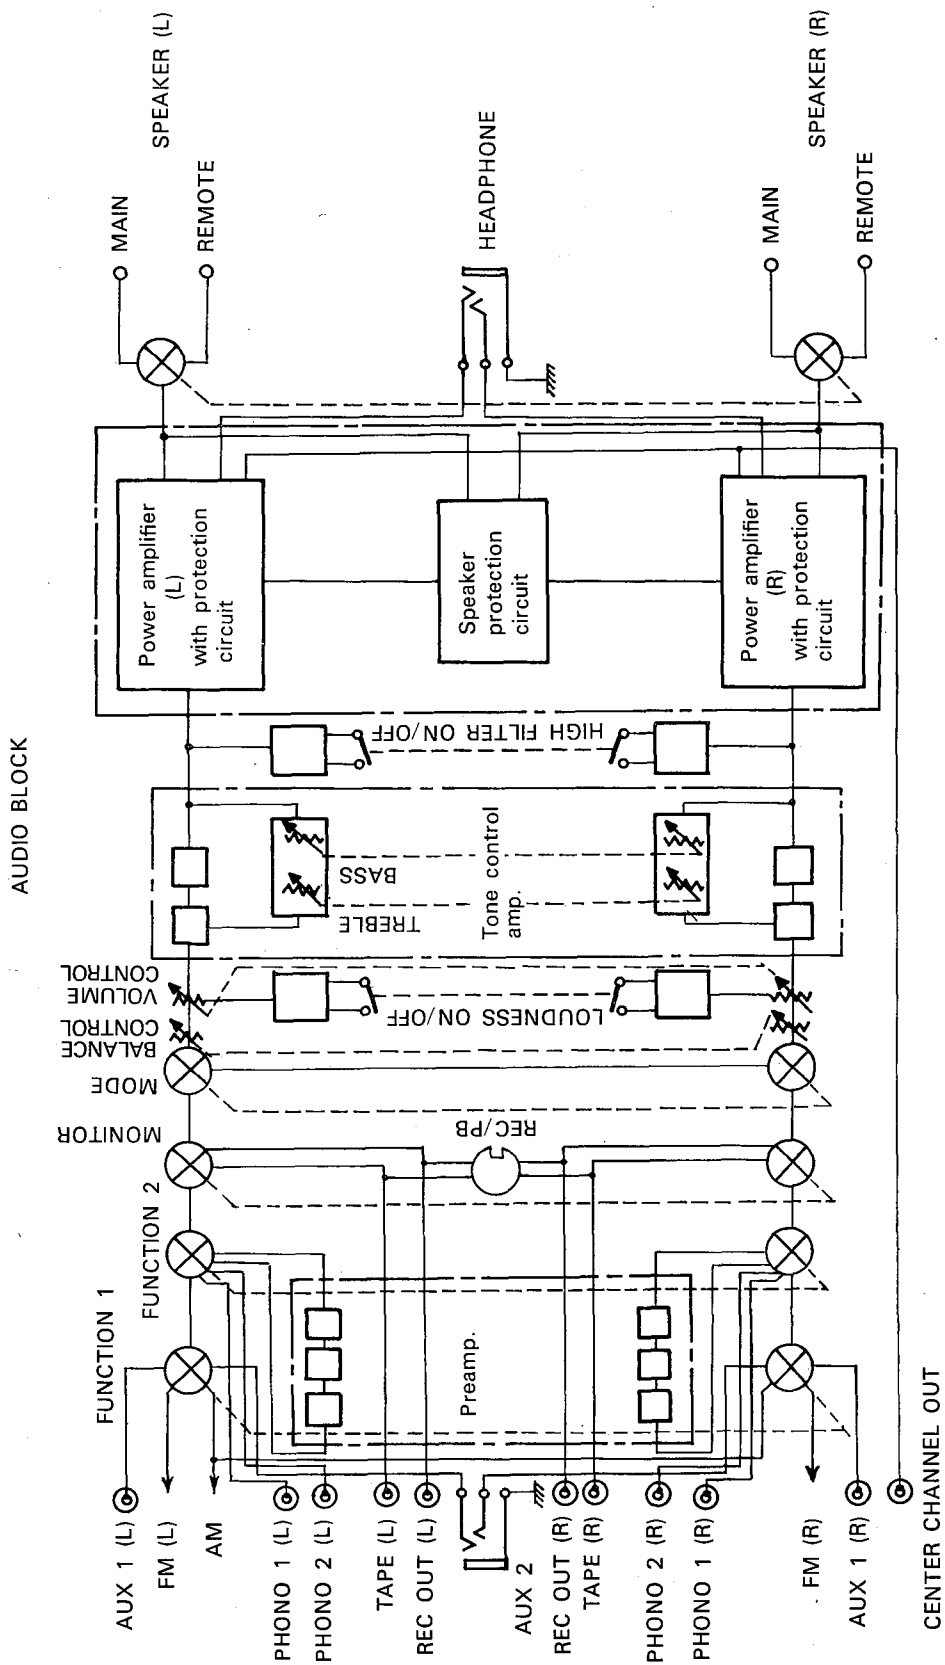 AUDIO BLOCK
FUNCTION 1
FUNCTION 2
MONITOR
MODE
BALANCE
CONTROL
VOLUME
CONTROL
AUX 1 (L)
FM (L)
AM
PHONO 1 (L)
PHONO 2 (L)
TAPE (L)
REC OUT (L)
AUX 2
REC OUT (R)
TAPE (R)
PHONO 2 (R)
PHONO 1 (R)
FM (R)
AUX 1 (R)
CENTER CHANNEL OUT
Preamp.
REC/PB
LOUDNESS ON/OFF
TREBLE
BASS
Tone control
amp.
HIGH FILTER ON/OFF
Power amplifier
(L)
with protection
circuit
Speaker
protection
circuit
Power amplifier
(R)
with protection
circuit
MAIN
REMOTE
SPEAKER (L)
HEADPHONE
MAIN
REMOTE
SPEAKER (R)